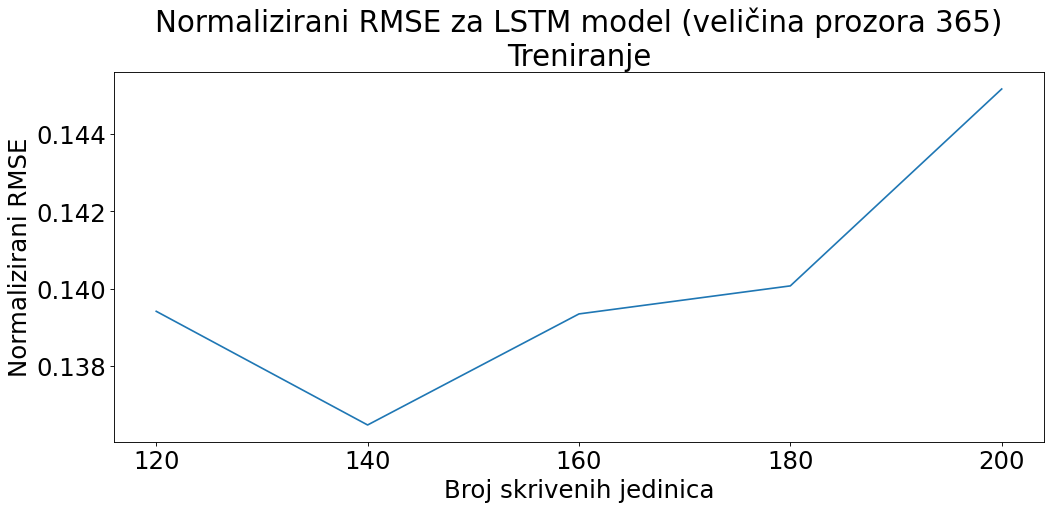 Normalizirani RMSE za LSTM model (veličina prozora 365)
Treniranje
Normalizirani RMSE
0.144
0.142
0.140
0.138
120 140 160 180 200
Broj skrivenih jedinica